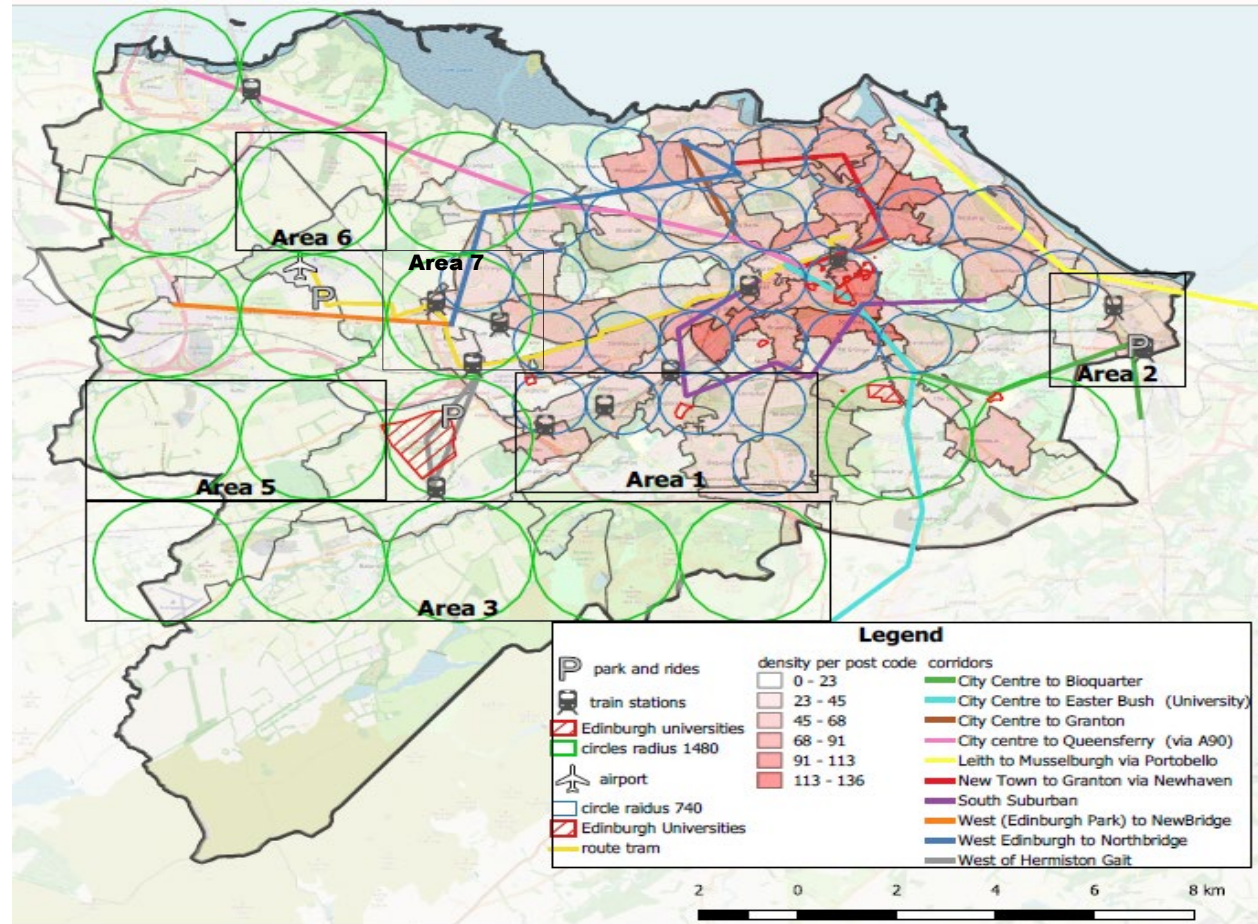 Area 6
Area 7
Area 2
Area 5
Area 1
Area 3
P
P
P
Legend
P park and rides
train stations
Edinburgh universities
circles radius 1480
airport
circle raidus 740
Edinburgh Universities
route tram
density per post code
0 - 23
23 - 45
45 - 68
68 - 91
91 - 113
113 - 136
corridors
City Centre to Bioquarter
City Centre to Easter Bush (University)
City Centre to Granton
City centre to Queensferry (via A90)
Leith to Musselburgh via Portobello
New Town to Granton via Newhaven
South Suburban
West (Edinburgh Park) to NewBridge
West Edinburgh to Northbridge
West of Hermiston Gait
2 0 2 4 6 8 km